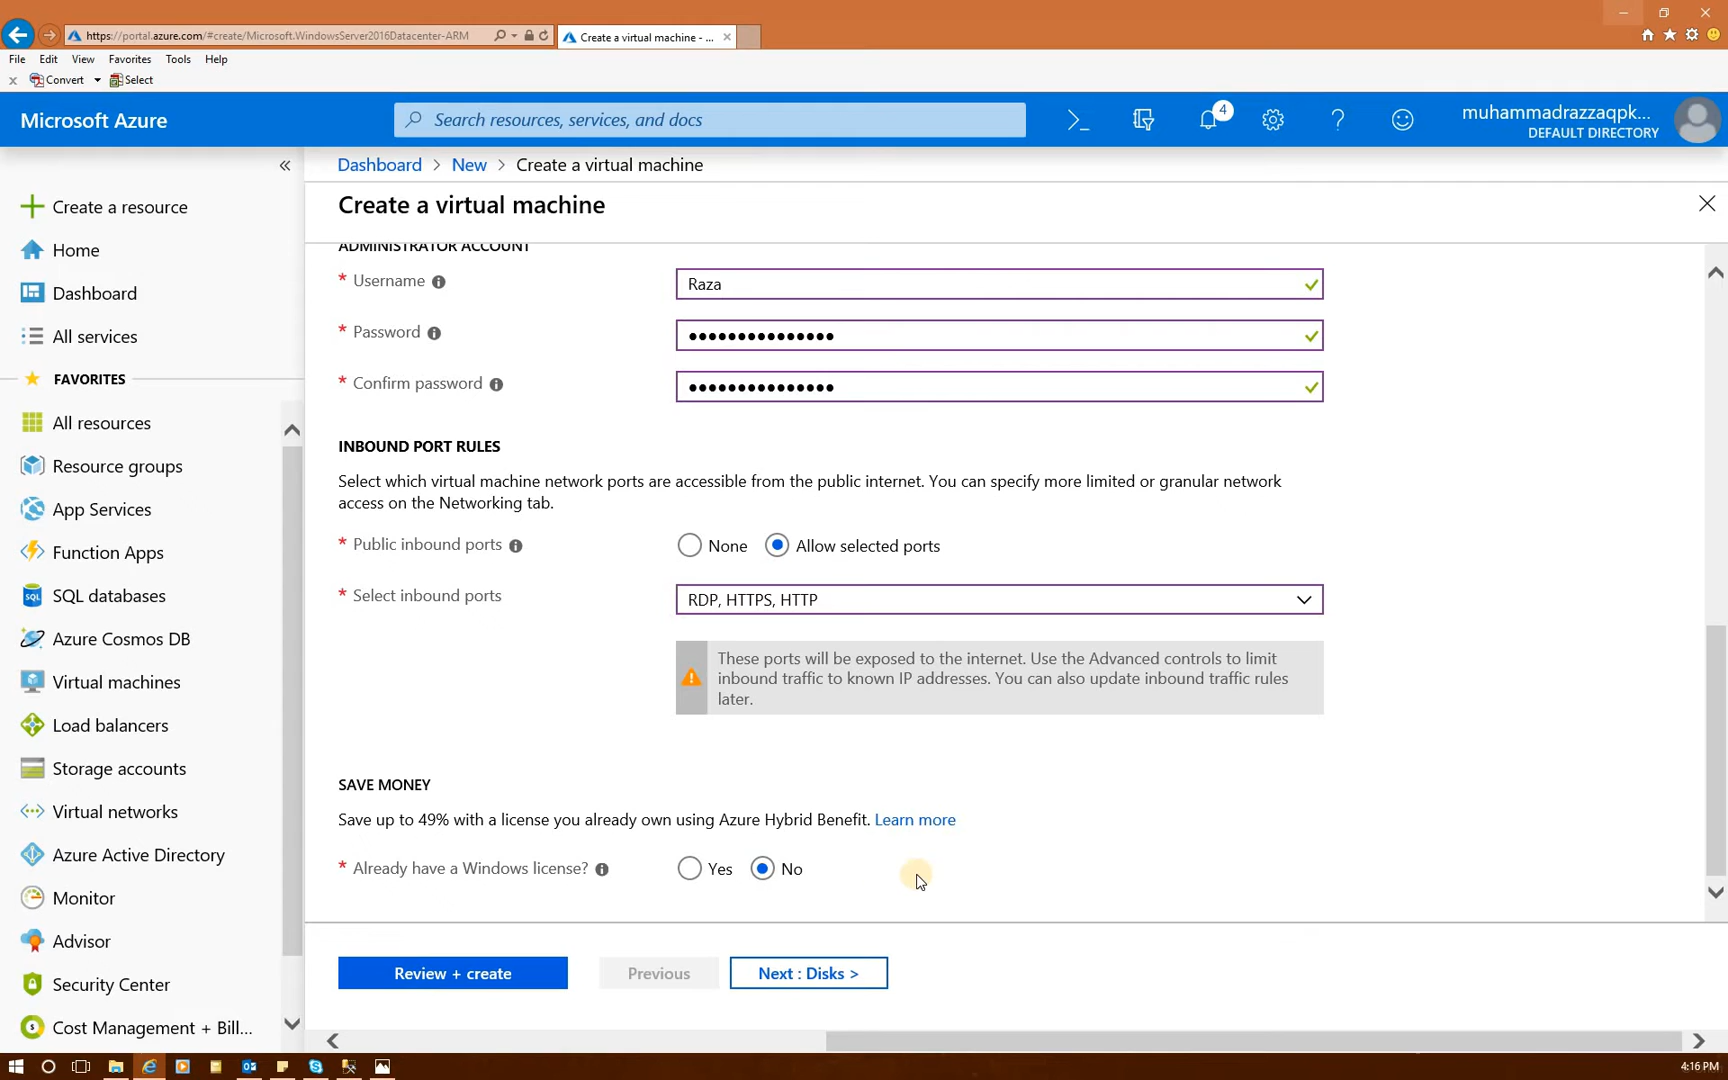 https://portal.azure.com/#create/Microsoft.WindowsServer2016Datacenter-ARM
Create a virtual machine - ...
File Edit View Favorites Tools Help
x Convert Select
Microsoft Azure
Search resources, services, and docs
4
muhammadrazzaqpk...
DEFAULT DIRECTORY
Dashboard > New > Create a virtual machine
Create a virtual machine
Create a resource
Home
Dashboard
All services
FAVORITES
All resources
Resource groups
App Services
Function Apps
SQL databases
Azure Cosmos DB
Virtual machines
Load balancers
Storage accounts
Virtual networks
Azure Active Directory
Monitor
Advisor
Security Center
Cost Management + Bill...
ADMINISTRATOR ACCOUNT
* Username Raza
* Password •••••••••••••••
* Confirm password •••••••••••••••
INBOUND PORT RULES
Select which virtual machine network ports are accessible from the public internet. You can specify more limited or granular network
access on the Networking tab.
* Public inbound ports None Allow selected ports
* Select inbound ports RDP, HTTPS, HTTP
These ports will be exposed to the internet. Use the Advanced controls to limit
inbound traffic to known IP addresses. You can also update inbound traffic rules
later.
SAVE MONEY
Save up to 49% with a license you already own using Azure Hybrid Benefit. Learn more
* Already have a Windows license? Yes No
Review + create Previous Next : Disks >
4:16 PM